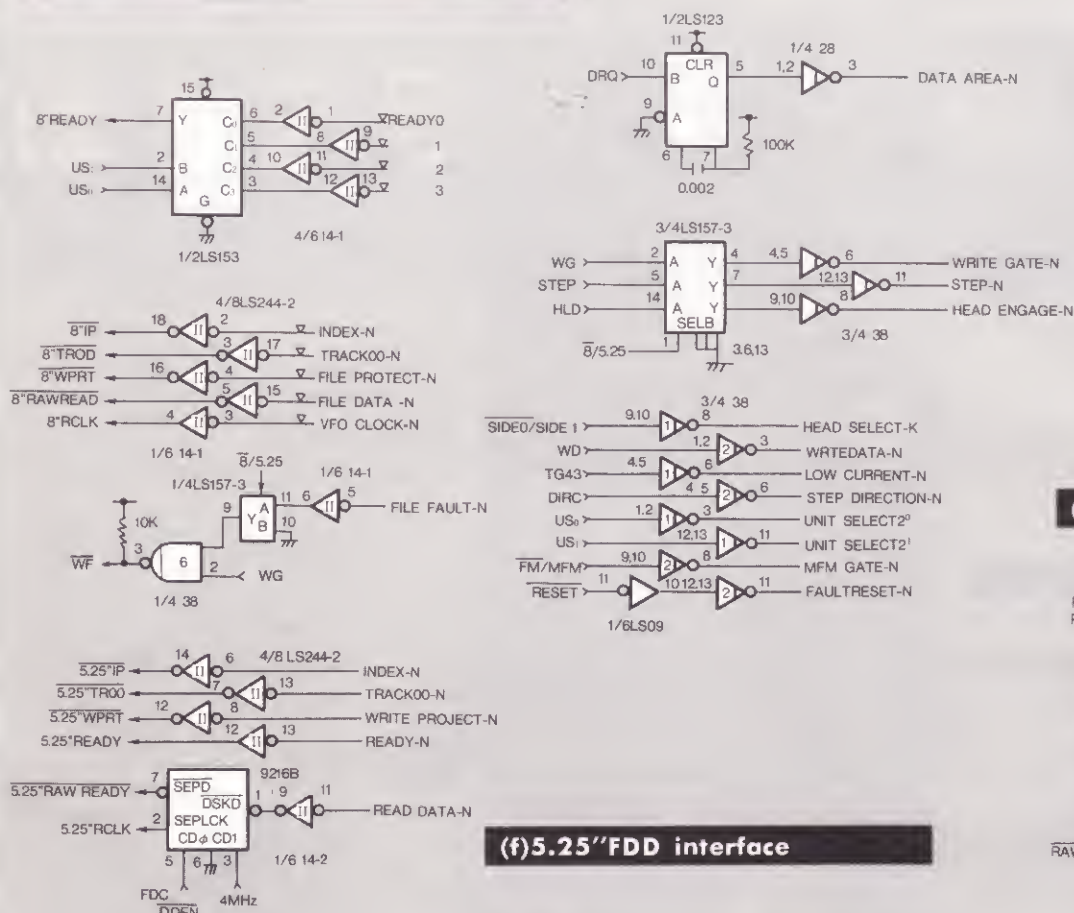 15
8"READY 7 Y C₀ 6 2 1 READY0
C₁ 5 8 9 1
US₁ 2 B C₂ 4 10 11 2
US₀ 14 A C₃ 3 12 13 3
G
1/2LS153
4/6 14-1
4/8LS244-2
8"IP 18 2 INDEX-N
8"TROD 3 17 TRACK00-N
8"WPRT 16 4 FILE PROTECT-N
8"RAWREAD 5 15 FILE DATA -N
8"RCLK 4 3 VFO CLOCK-N
1/6 14-1
8/5.25
1/4LS157-3
1/6 14-1
9 Y A 11 6 5 FILE FAULT-N
B 10
10K
WF 3 6 2 WG
1/4 38
4/8 LS244-2
5.25"IP 14 6 INDEX-N
5.25"TR00 7 13 TRACK00-N
5.25"WPRT 12 8 WRITE PROJECT-N
5.25"READY 12 13 READY-N
9216B
5.25"RAW READY 7 SEPD DSKD 1 9 11 READ DATA-N
5.25"RCLK 2 SEPLCK
CDφ CD1
5 6 3
1/6 14-2
FDC
DDEN
4MHz
1/2LS123
11
CLR
1/4 28
DRQ 10 B Q 5 1,2 3 DATA AREA-N
9 A
6 7
0.002
100K
3/4LS157-3
WG 2 A Y 4 4,5 6 WRITE GATE-N
STEP 5 A Y 7 12,13 11 STEP-N
HLD 14 A Y 9,10 8 HEAD ENGAGE-N
SELB
3/4 38
8/5.25 1 3.6,13
3/4 38
SIDE0/SIDE 1 9,10 1 8 HEAD SELECT-K
WD 1,2 2 3 WRTEDATA-N
TG43 4,5 1 6 LOW CURRENT-N
DiRC 4 5 2 6 STEP DIRECTION-N
US₀ 1,2 1 3 UNIT SELECT2⁰
US₁ 12,13 1 11 UNIT SELECT2¹
FM/MFM 9,10 2 8 MFM GATE-N
RESET 11 10 12,13 2 11 FAULTRESET-N
1/6LS09
(f)5.25"FDD interface